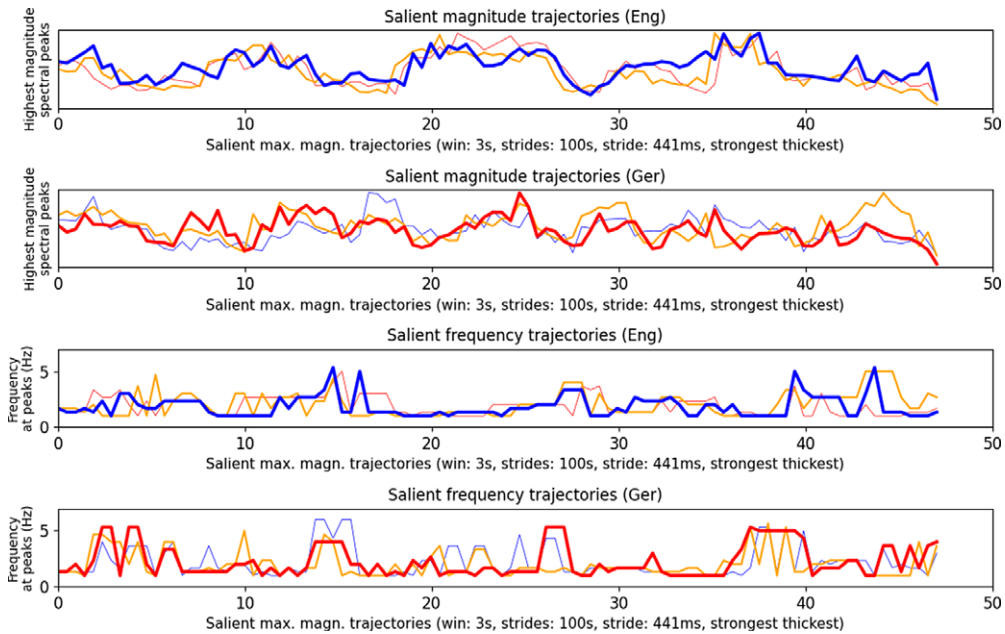 Salient magnitude trajectories (Eng)
Highest magnitude
spectral peaks
0 10 20 30 40 50
Salient max. magn. trajectories (win: 3s, strides: 100s, stride: 441ms, strongest thickest)
Salient magnitude trajectories (Ger)
Highest magnitude
spectral peaks
0 10 20 30 40 50
Salient max. magn. trajectories (win: 3s, strides: 100s, stride: 441ms, strongest thickest)
Salient frequency trajectories (Eng)
Frequency
at peaks (Hz)
5
0
0 10 20 30 40 50
Salient max. magn. trajectories (win: 3s, strides: 100s, stride: 441ms, strongest thickest)
Salient frequency trajectories (Ger)
Frequency
at peaks (Hz)
5
0
0 10 20 30 40 50
Salient max. magn. trajectories (win: 3s, strides: 100s, stride: 441ms, strongest thickest)